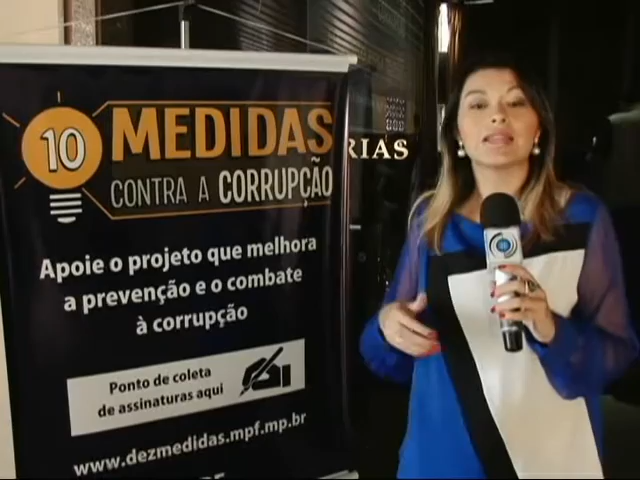 10 MEDIDAS
CONTRA A CORRUPÇÃO
Apoie o projeto que melhora
a prevenção e o combate
à corrupção
Ponto de coleta
de assinaturas aqui
www.dezmedidas.mpf.mp.br
RIAS